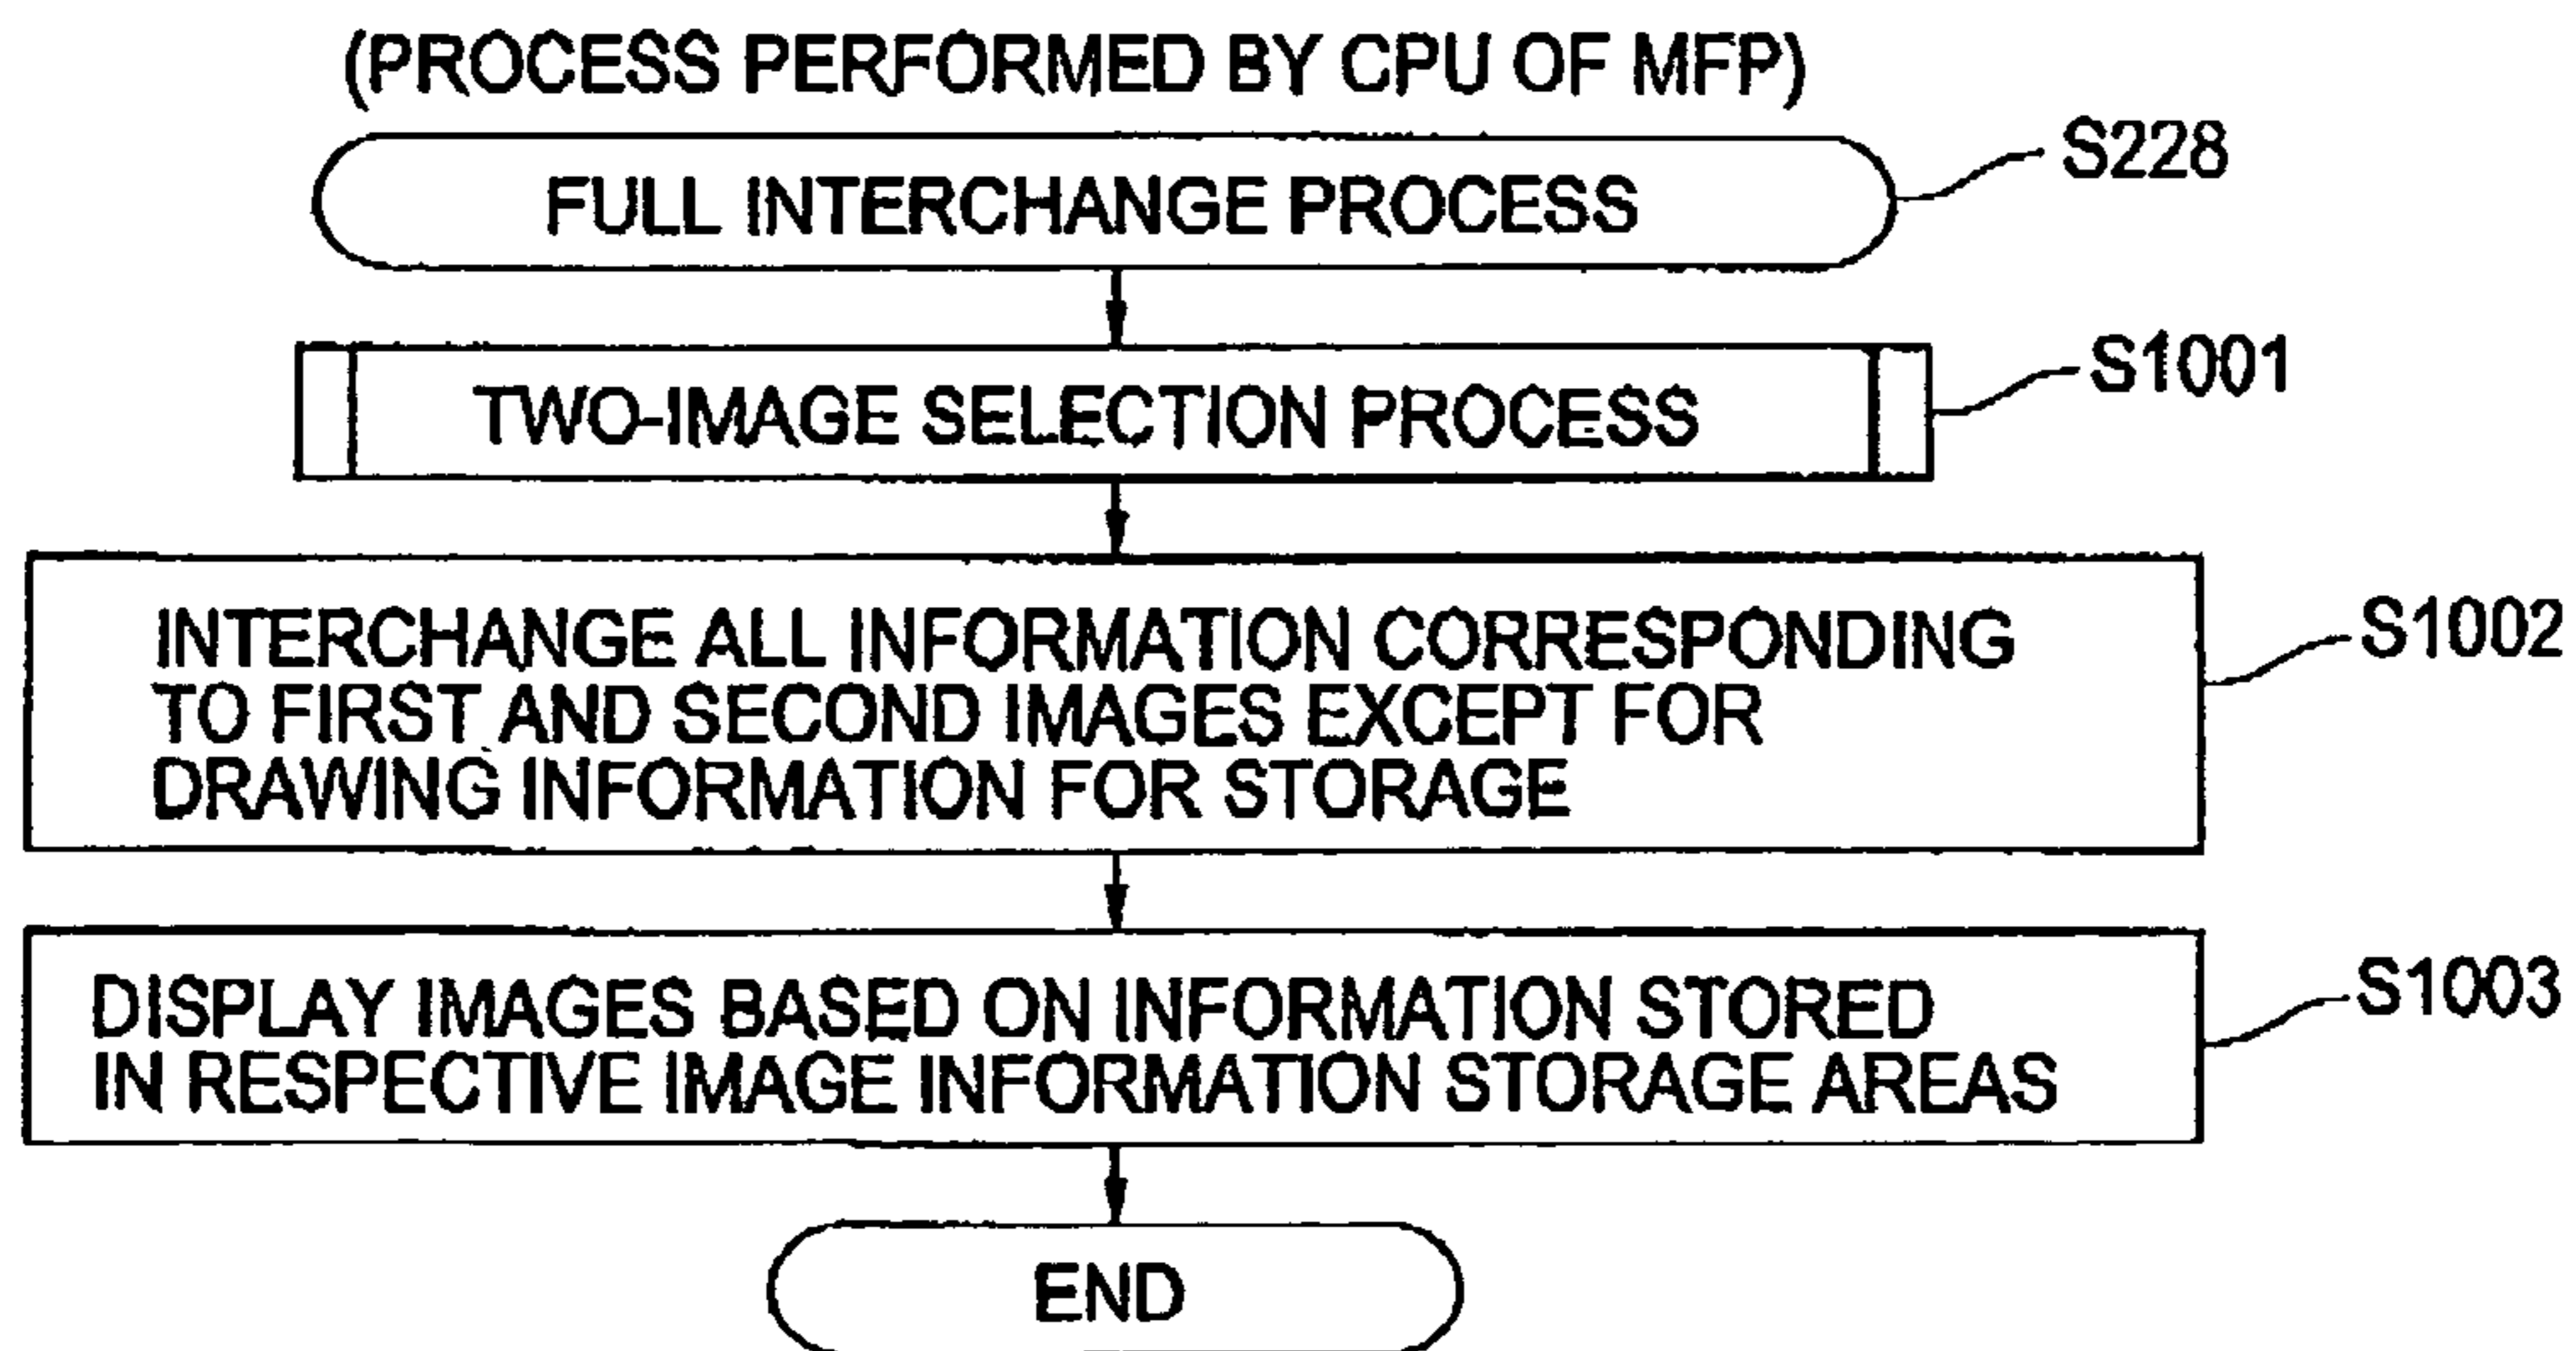 (PROCESS PERFORMED BY CPU OF MFP)
FULL INTERCHANGE PROCESS
S228
TWO-IMAGE SELECTION PROCESS
S1001
INTERCHANGE ALL INFORMATION CORRESPONDING
TO FIRST AND SECOND IMAGES EXCEPT FOR
DRAWING INFORMATION FOR STORAGE
S1002
DISPLAY IMAGES BASED ON INFORMATION STORED
IN RESPECTIVE IMAGE INFORMATION STORAGE AREAS
S1003
END